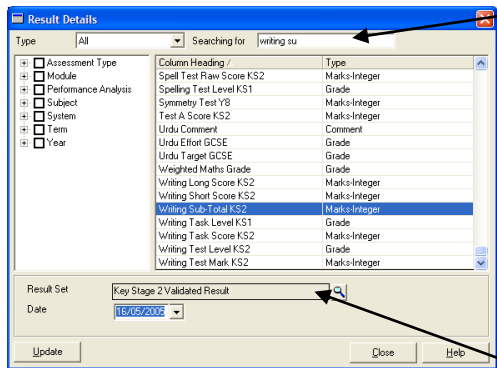 Result Details
Type All Searching for writing su
Assessment Type
Module
Performance Analysis
Subject
System
Term
Year
Column Heading / Type
Spell Test Raw Score KS2 Marks-Integer
Spelling Test Level KS1 Grade
Symmetry Test Y8 Marks-Integer
Test A Score KS2 Marks-Integer
Urdu Comment Comment
Urdu Effort GCSE Grade
Urdu Target GCSE Grade
Weighted Maths Grade Grade
Writing Long Score KS2 Marks-Integer
Writing Short Score KS2 Marks-Integer
Writing Sub-Total KS2 Marks-Integer
Writing Task Level KS1 Grade
Writing Task Score KS2 Marks-Integer
Writing Test Level KS2 Grade
Writing Test Mark KS2 Marks-Integer
Result Set Key Stage 2 Validated Result
Date 16/05/2005
Update Close Help